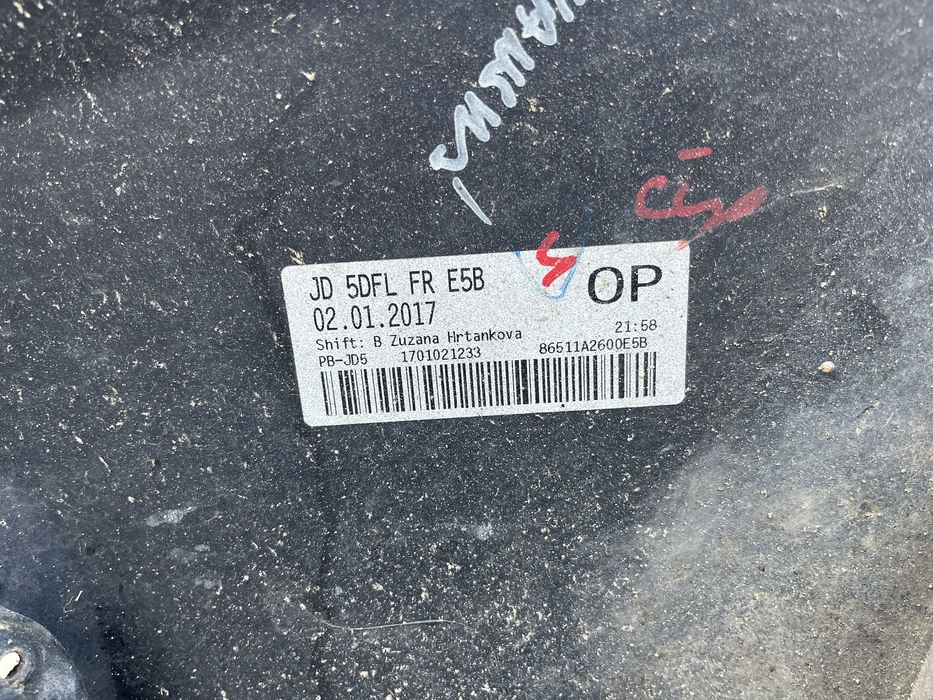 JD 5DFL FR E5B
OP
02.01.2017
21:58
Shift: B Zuzana Hrtankova
PB-JD5 1701021233 86511A2600E5B